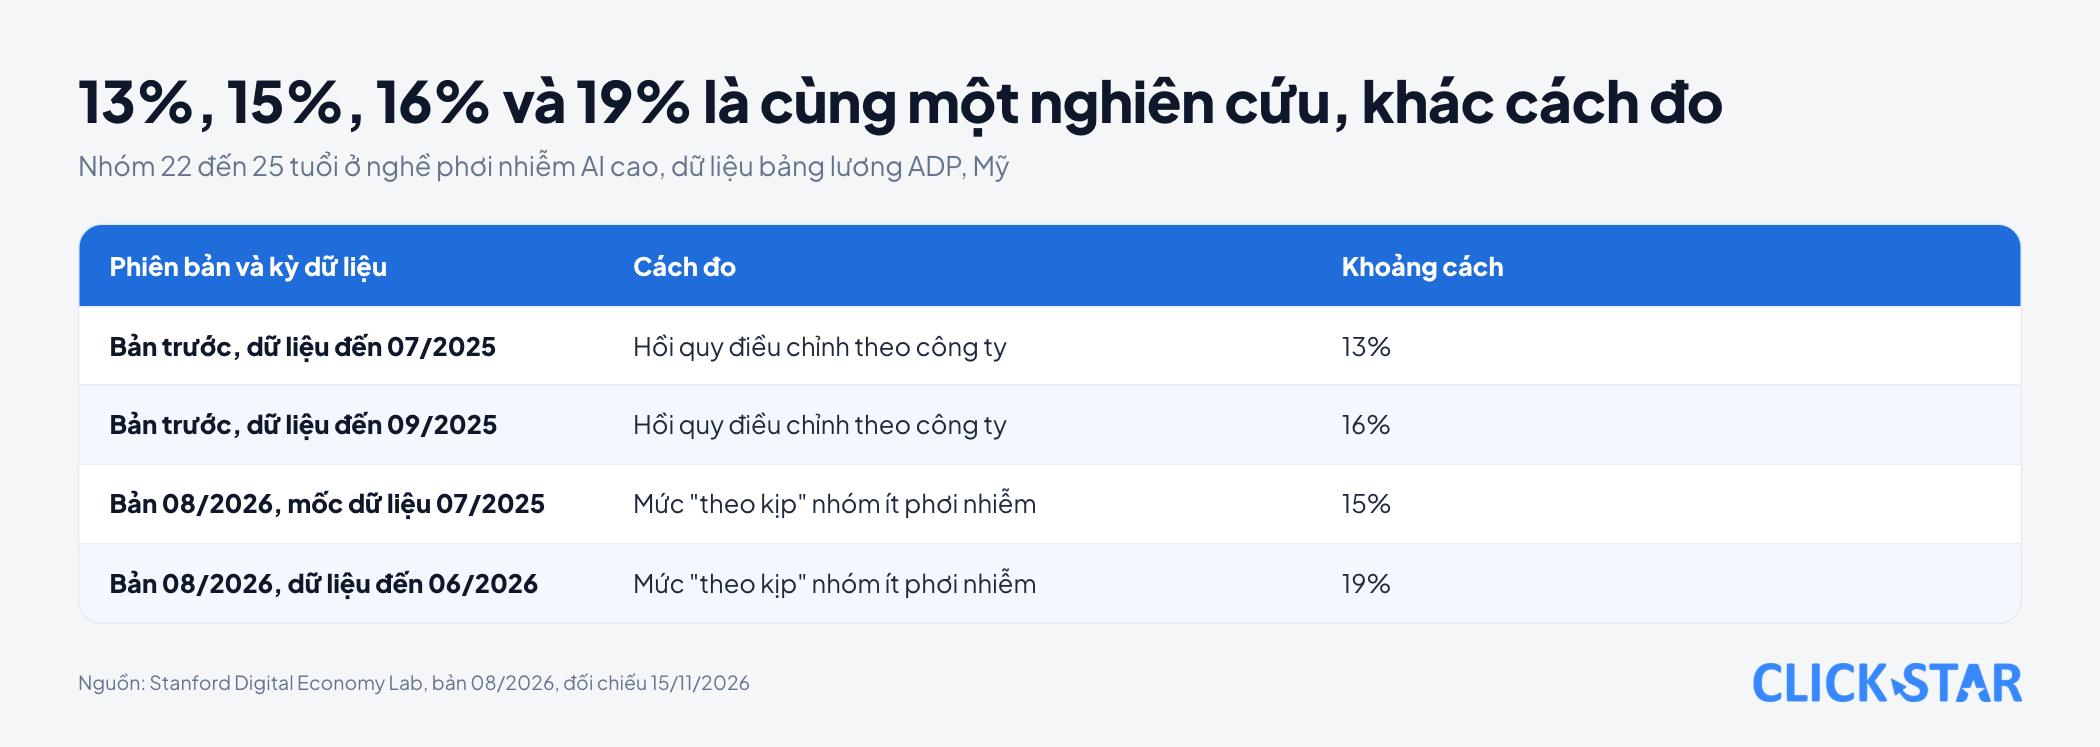 13%, 15%, 16% và 19% là cùng một nghiên cứu, khác cách đo
Nhóm 22 đến 25 tuổi ở nghề phơi nhiễm AI cao, dữ liệu bảng lương ADP, Mỹ
Phiên bản và kỳ dữ liệu Cách đo Khoảng cách
Bản trước, dữ liệu đến 07/2025 Hồi quy điều chỉnh theo công ty 13%
Bản trước, dữ liệu đến 09/2025 Hồi quy điều chỉnh theo công ty 16%
Bản 08/2026, mốc dữ liệu 07/2025 Mức "theo kịp" nhóm ít phơi nhiễm 15%
Bản 08/2026, dữ liệu đến 06/2026 Mức "theo kịp" nhóm ít phơi nhiễm 19%
Nguồn: Stanford Digital Economy Lab, bản 08/2026, đối chiếu 15/11/2026
CLICK STAR